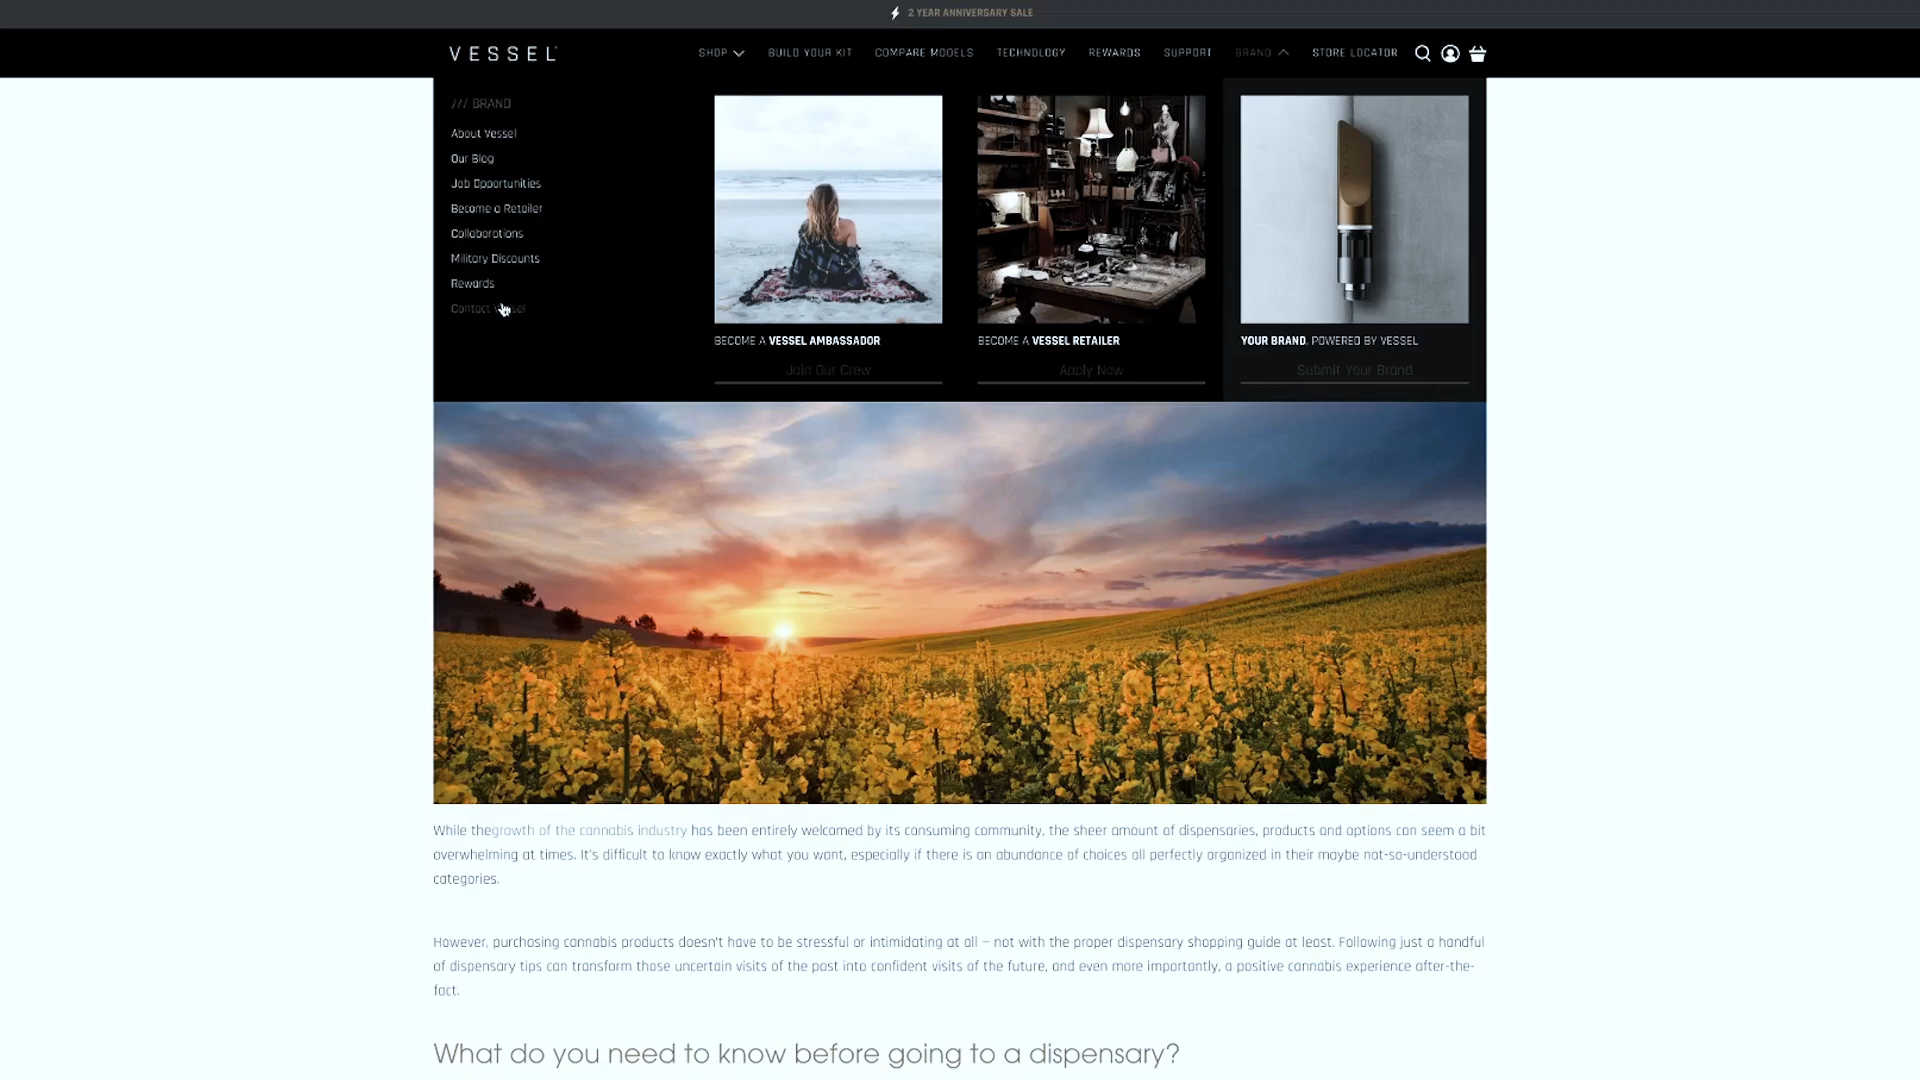 2 YEAR ANNIVERSARY SALE
VESSEL
SHOP
BUILD YOUR KIT
COMPARE MODELS
TECHNOLOGY
REWARDS
SUPPORT
BRAND
STORE LOCATOR
/// BRAND
About Vessel
Our Blog
Job Opportunities
Become a Retailer
Collaborations
Military Discounts
Rewards
Contact Vessel
BECOME A VESSEL AMBASSADOR
Join Our Crew
BECOME A VESSEL RETAILER
Apply Now
YOUR BRAND, POWERED BY VESSEL
Submit Your Brand
While thegrowth of the cannabis industry has been entirely welcomed by its consuming community, the sheer amount of dispensaries, products and options can seem a bit
overwhelming at times. It's difficult to know exactly what you want, especially if there is an abundance of choices all perfectly organized in their maybe not-so-understood
categories.
However, purchasing cannabis products doesn't have to be stressful or intimidating at all – not with the proper dispensary shopping guide at least. Following just a handful
of dispensary tips can transform those uncertain visits of the past into confident visits of the future, and even more importantly, a positive cannabis experience after-the-
fact.
What do you need to know before going to a dispensary?